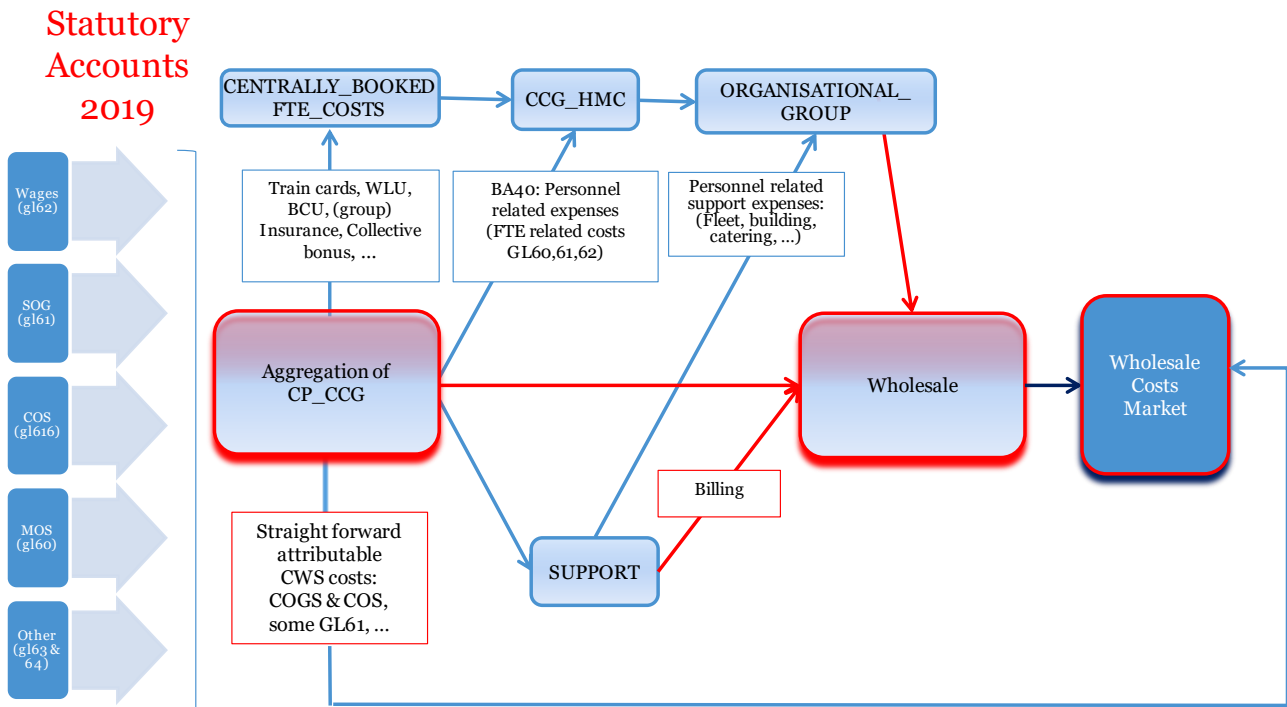 Statutory
Accounts
2019
Wages
(gl62)
SOG
(gl61)
COS
(gl616)
MOS
(gl60)
Other
(gl63 &
64)
CENTRALLY_BOOKED
FTE_COSTS
CCG_HMC
ORGANISATIONAL_
GROUP
Train cards, WLU,
BCU, (group)
Insurance, Collective
bonus, ...
BA40: Personnel
related expenses
(FTE related costs
GL60,61,62)
Personnel related
support expenses:
(Fleet, building,
catering, ...)
Aggregation of
CP_CCG
Wholesale
Wholesale
Costs
Market
Billing
Straight forward
attributable
CWS costs:
COGS & COS,
some GL61, ...
SUPPORT